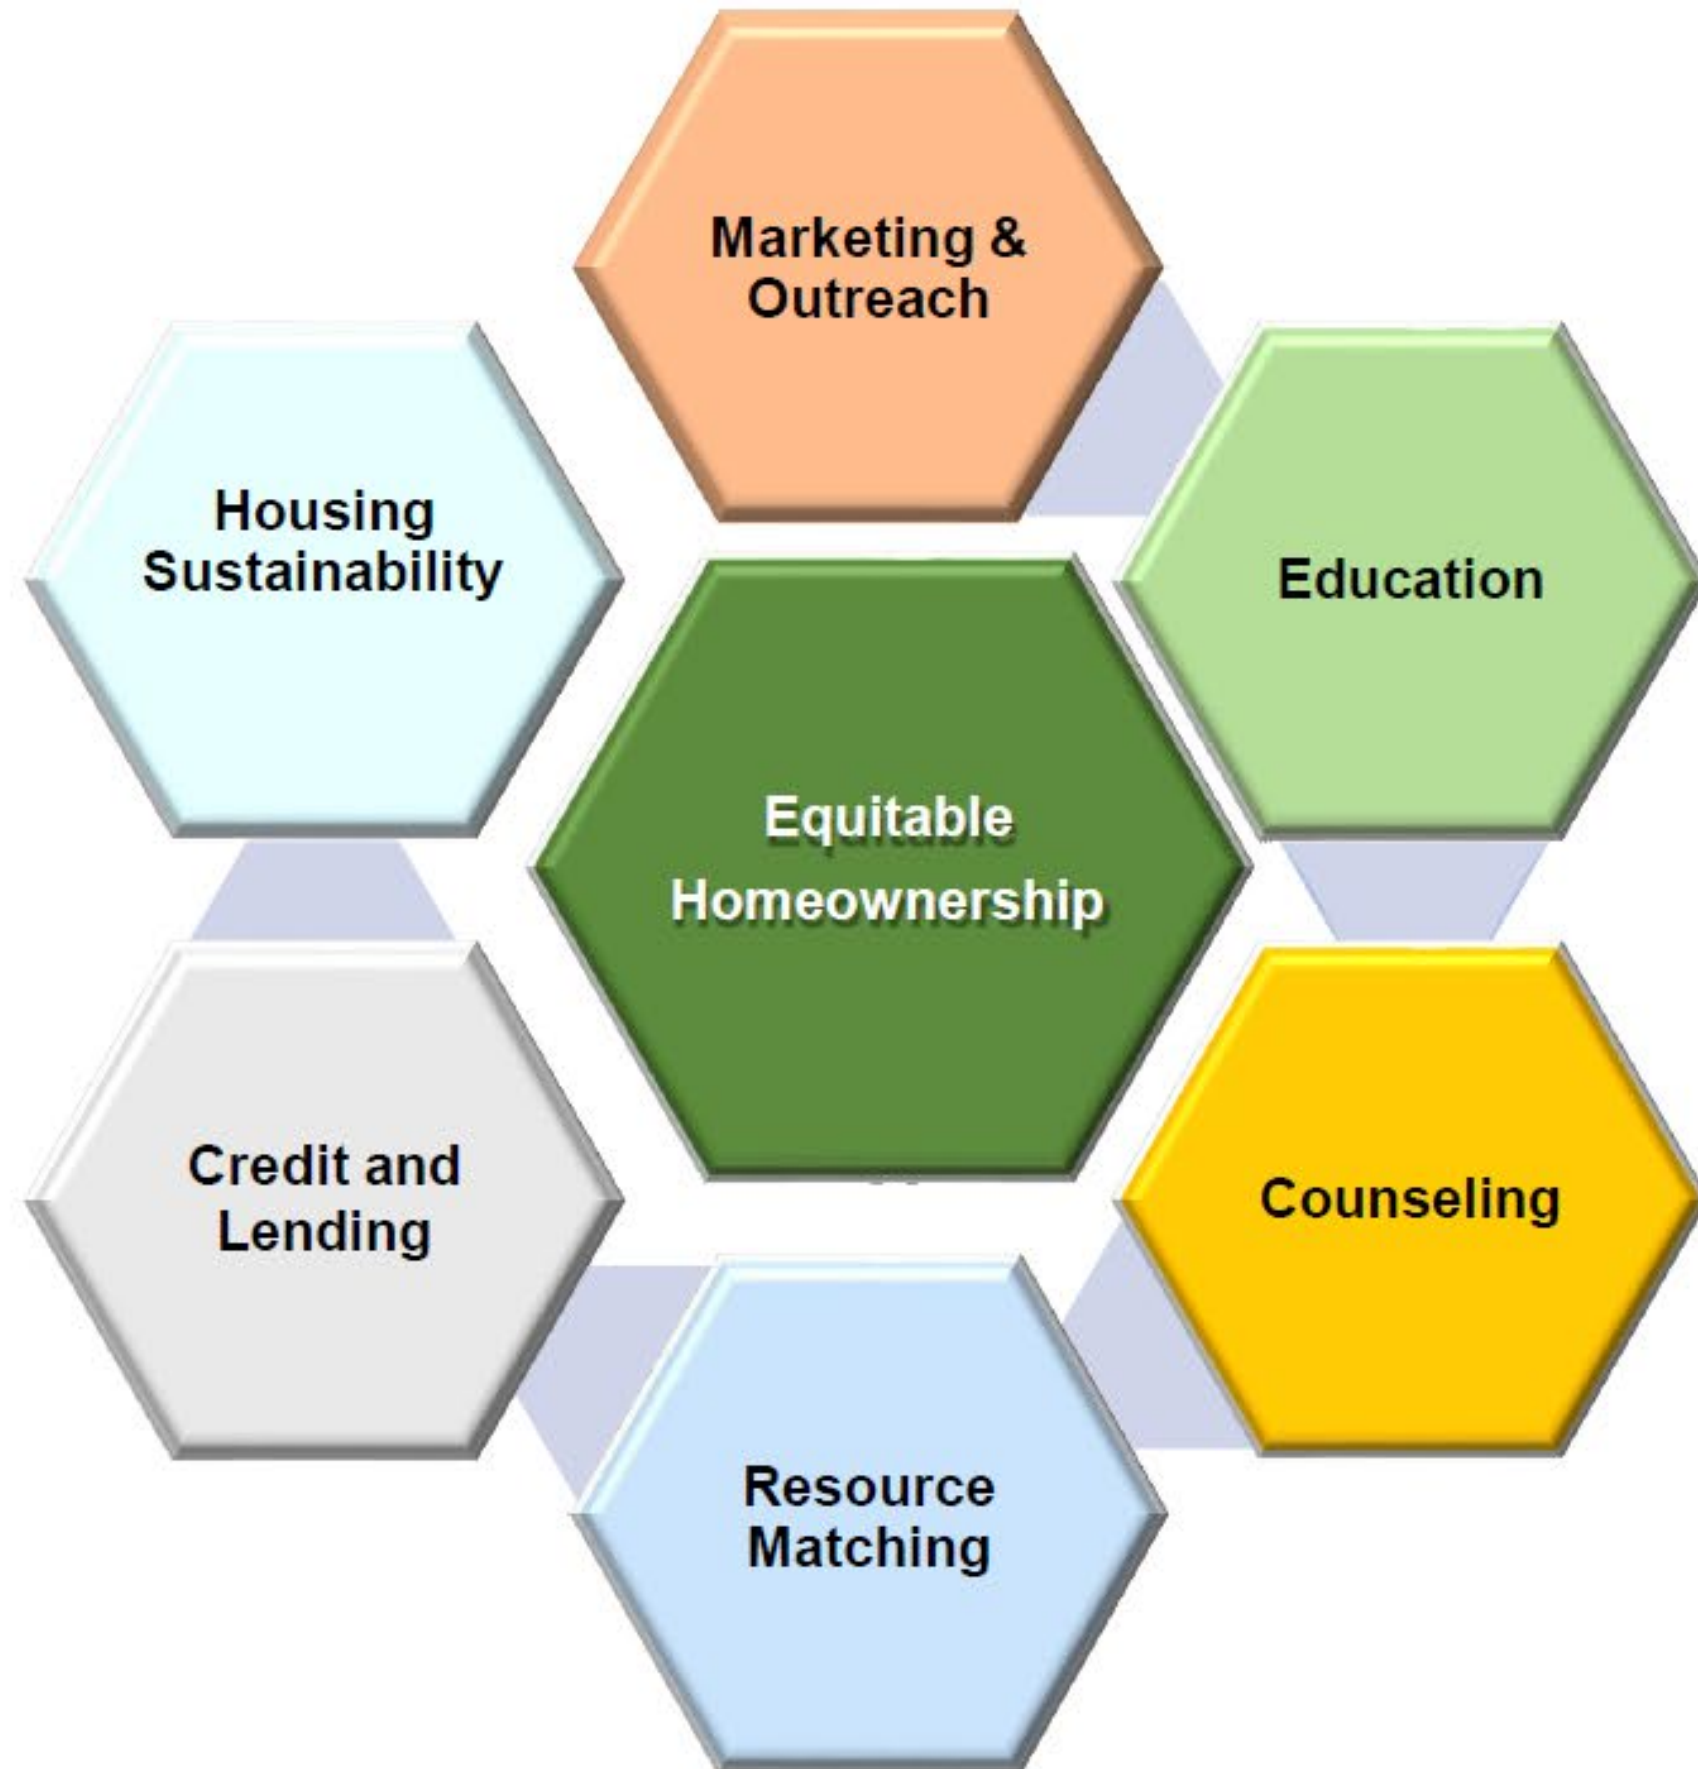 Marketing &
Outreach
Housing
Sustainability
Education
Equitable
Homeownership
Credit and
Lending
Counseling
Resource
Matching